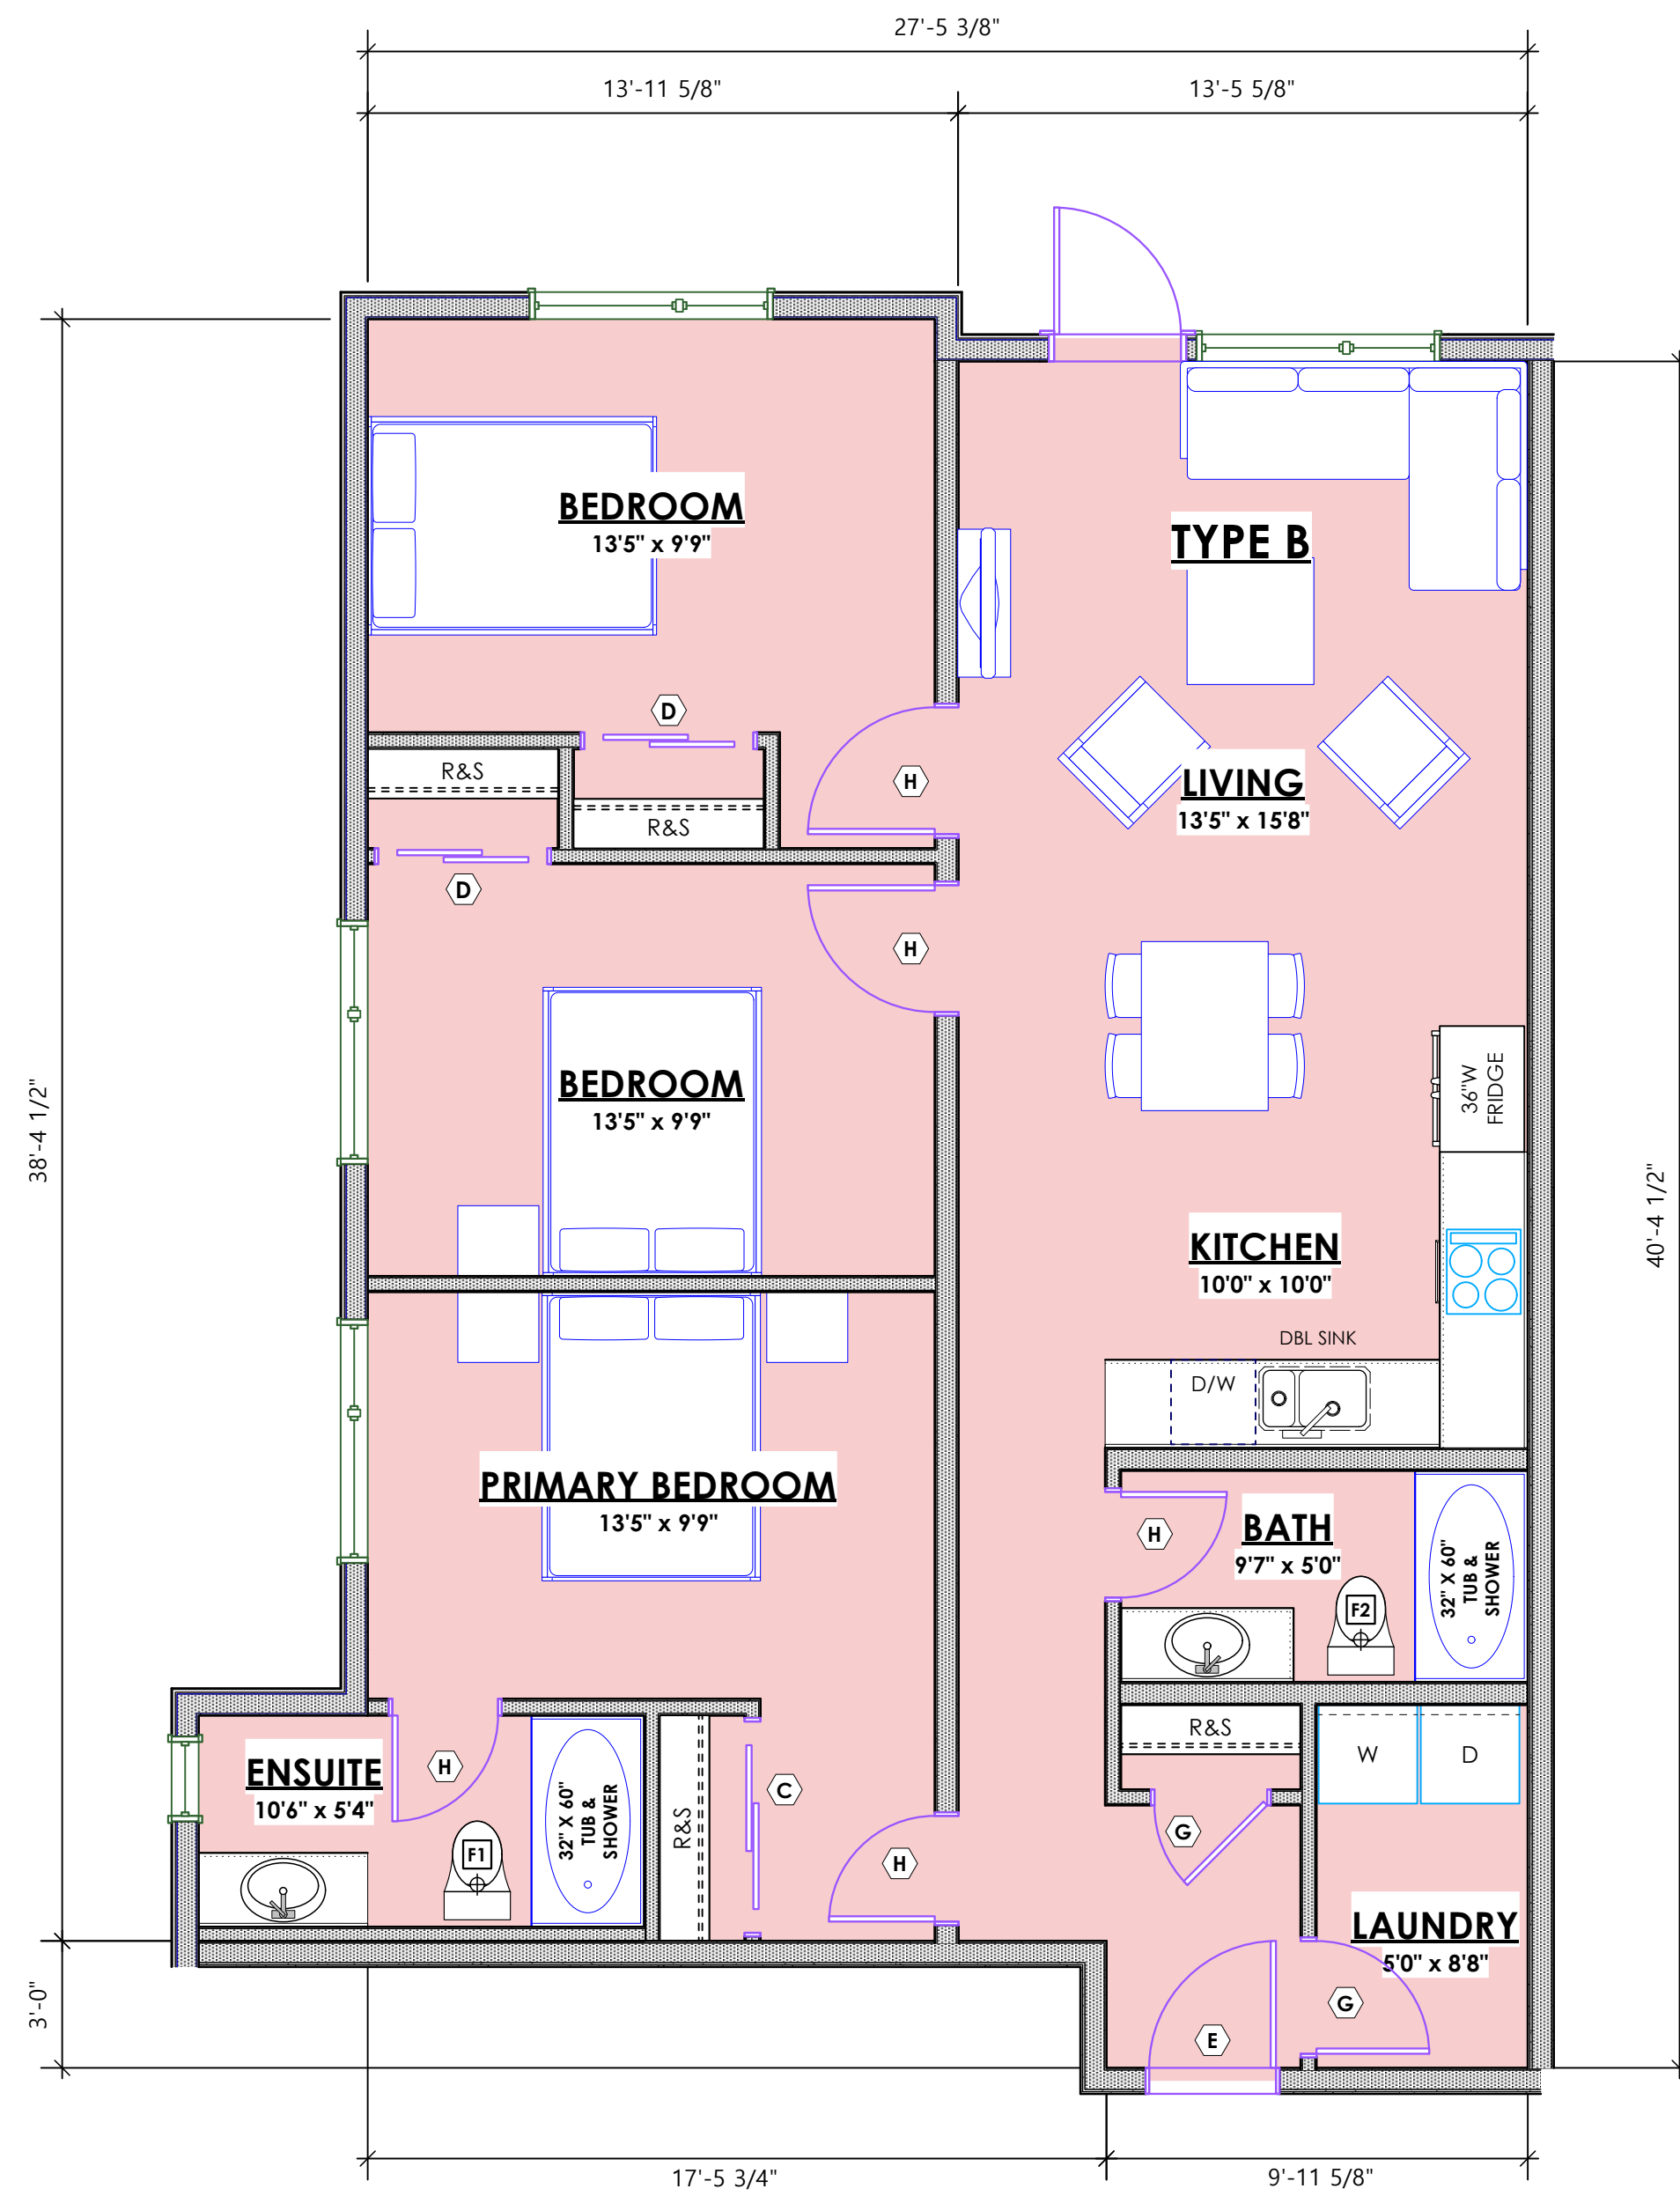 27'-5 3/8"
13'-11 5/8"
13'-5 5/8"
BEDROOM
13'5" x 9'9"
TYPE B
D
R&S
R&S
H
LIVING
13'5" x 15'8"
D
H
38'-4 1/2"
BEDROOM
13'5" x 9'9"
36"W
FRIDGE
40'-4 1/2"
KITCHEN
10'0" x 10'0"
DBL SINK
D/W
PRIMARY BEDROOM
13'5" x 9'9"
H
BATH
9'7" x 5'0"
F2
32" X 60"
TUB &
SHOWER
R&S
W
D
ENSUITE
10'6" x 5'4"
H
F1
32" X 60"
TUB &
SHOWER
R&S
C
H
G
LAUNDRY
5'0" x 8'8"
G
E
3'-0"
17'-5 3/4"
9'-11 5/8"